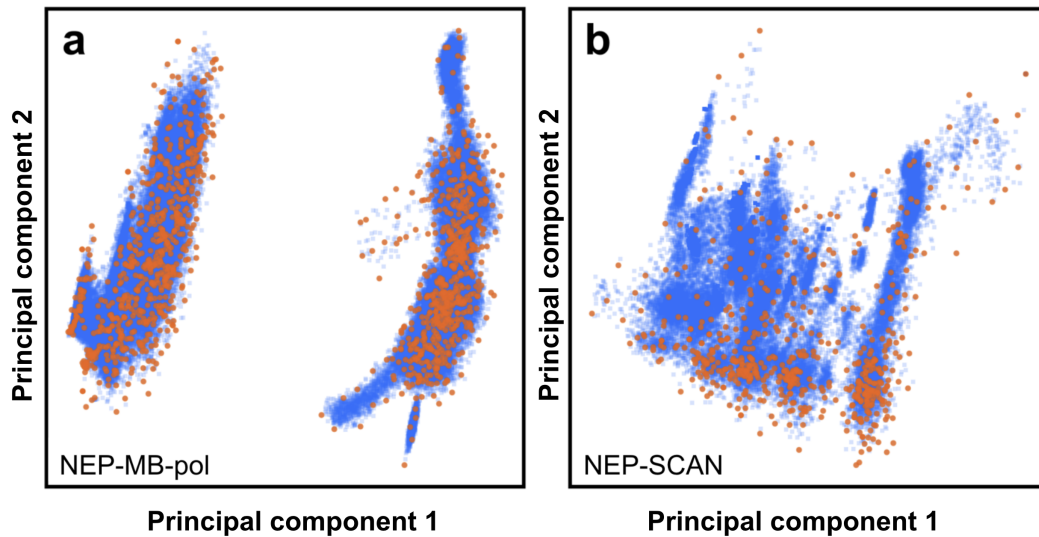 a
Principal component 2
NEP-MB-pol
Principal component 1
b
Principal component 2
NEP-SCAN
Principal component 1